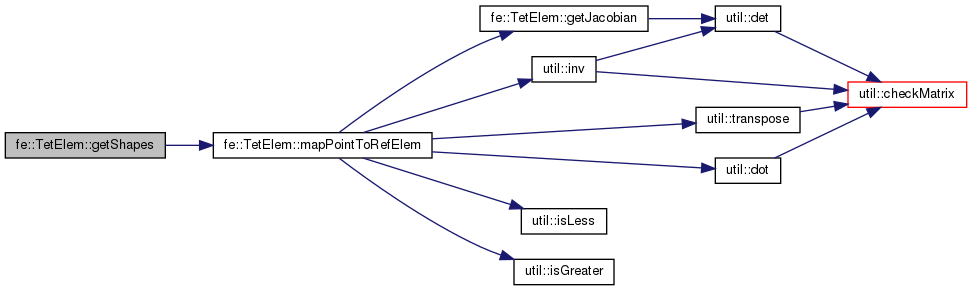 fe::TetElem::getShapes
fe::TetElem::mapPointToRefElem
fe::TetElem::getJacobian
util::inv
util::transpose
util::dot
util::isLess
util::isGreater
util::det
util::checkMatrix